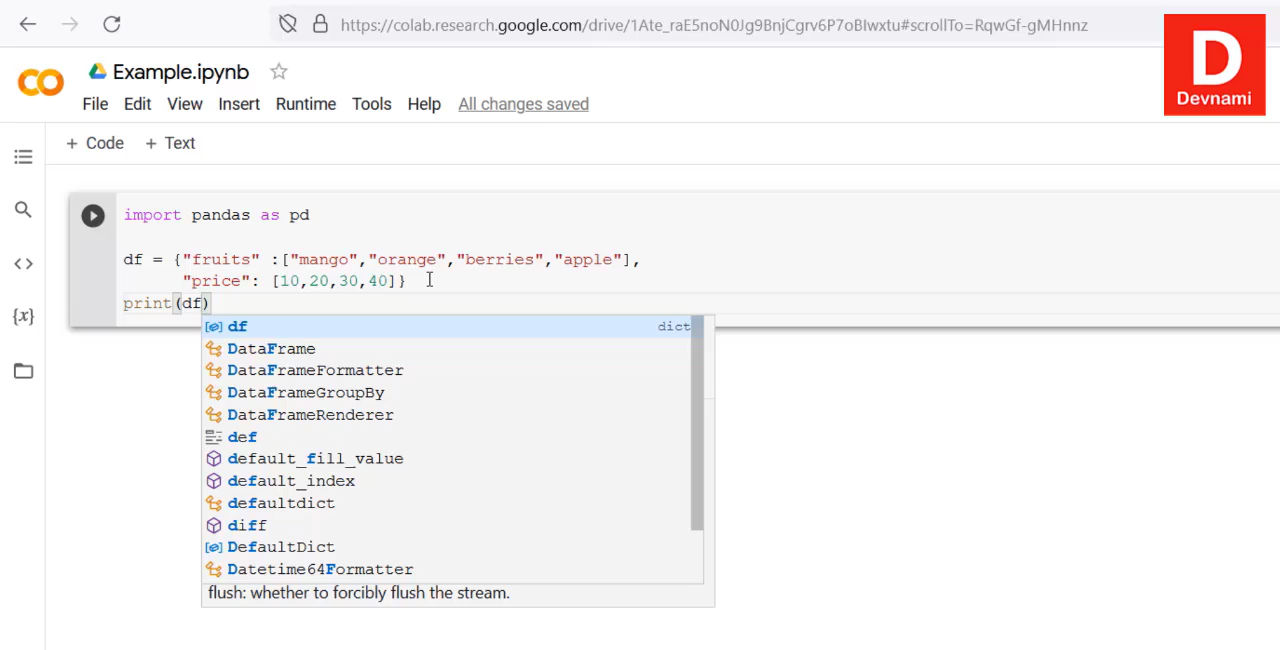 https://colab.research.google.com/drive/1Ate_raE5noN0Jg9BnjCgrv6P7oBIwxtu#scrollTo=RqwGf-gMHnnz
D
Devnami
CO
Example.ipynb
File Edit View Insert Runtime Tools Help All changes saved
+ Code + Text
import pandas as pd
df = {"fruits" :["mango","orange","berries","apple"],
"price": [10,20,30,40]}
print(df)
{x}
df dict
DataFrame
DataFrameFormatter
DataFrameGroupBy
DataFrameRenderer
def
default_fill_value
default_index
defaultdict
diff
DefaultDict
Datetime64Formatter
flush: whether to forcibly flush the stream.